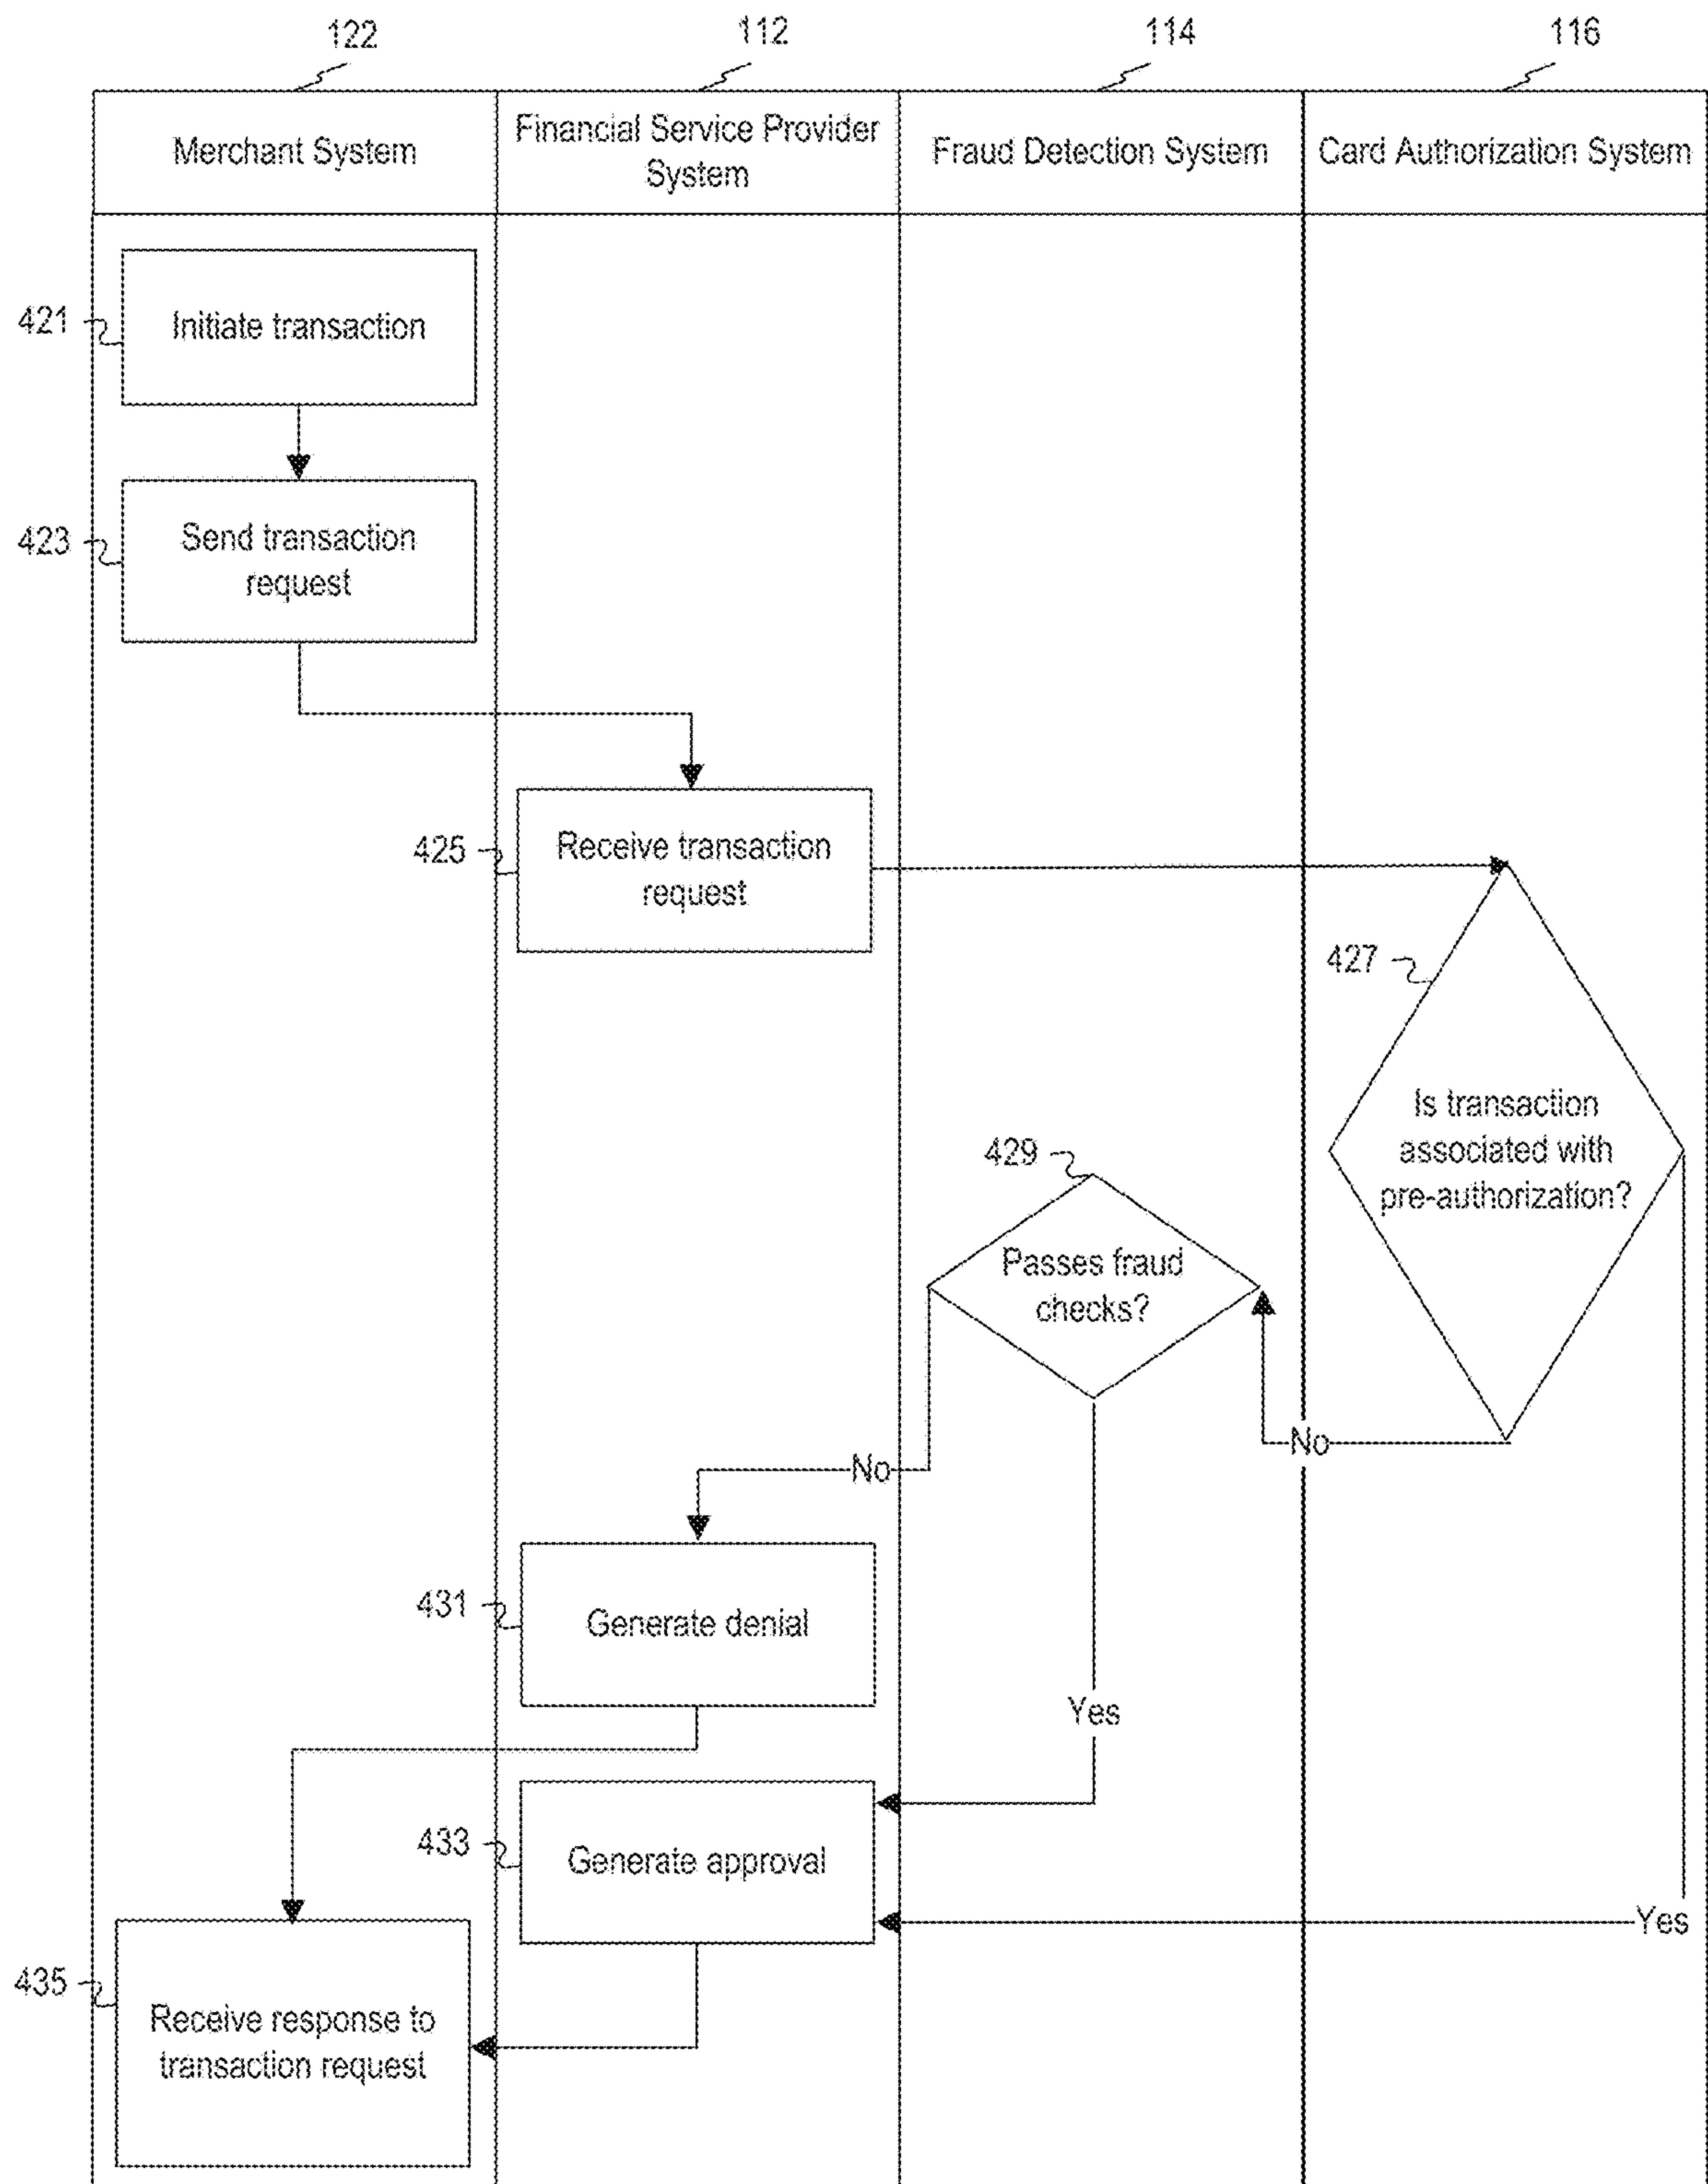 122
112
114
116
Merchant System
Financial Service Provider
System
Fraud Detection System
Card Authorization System
421
Initiate transaction
423
Send transaction
request
425
Receive transaction
request
427
Is transaction
associated with
pre-authorization?
429
Passes fraud
checks?
No
No
431
Generate denial
Yes
433
Generate approval
Yes
435
Receive response to
transaction request